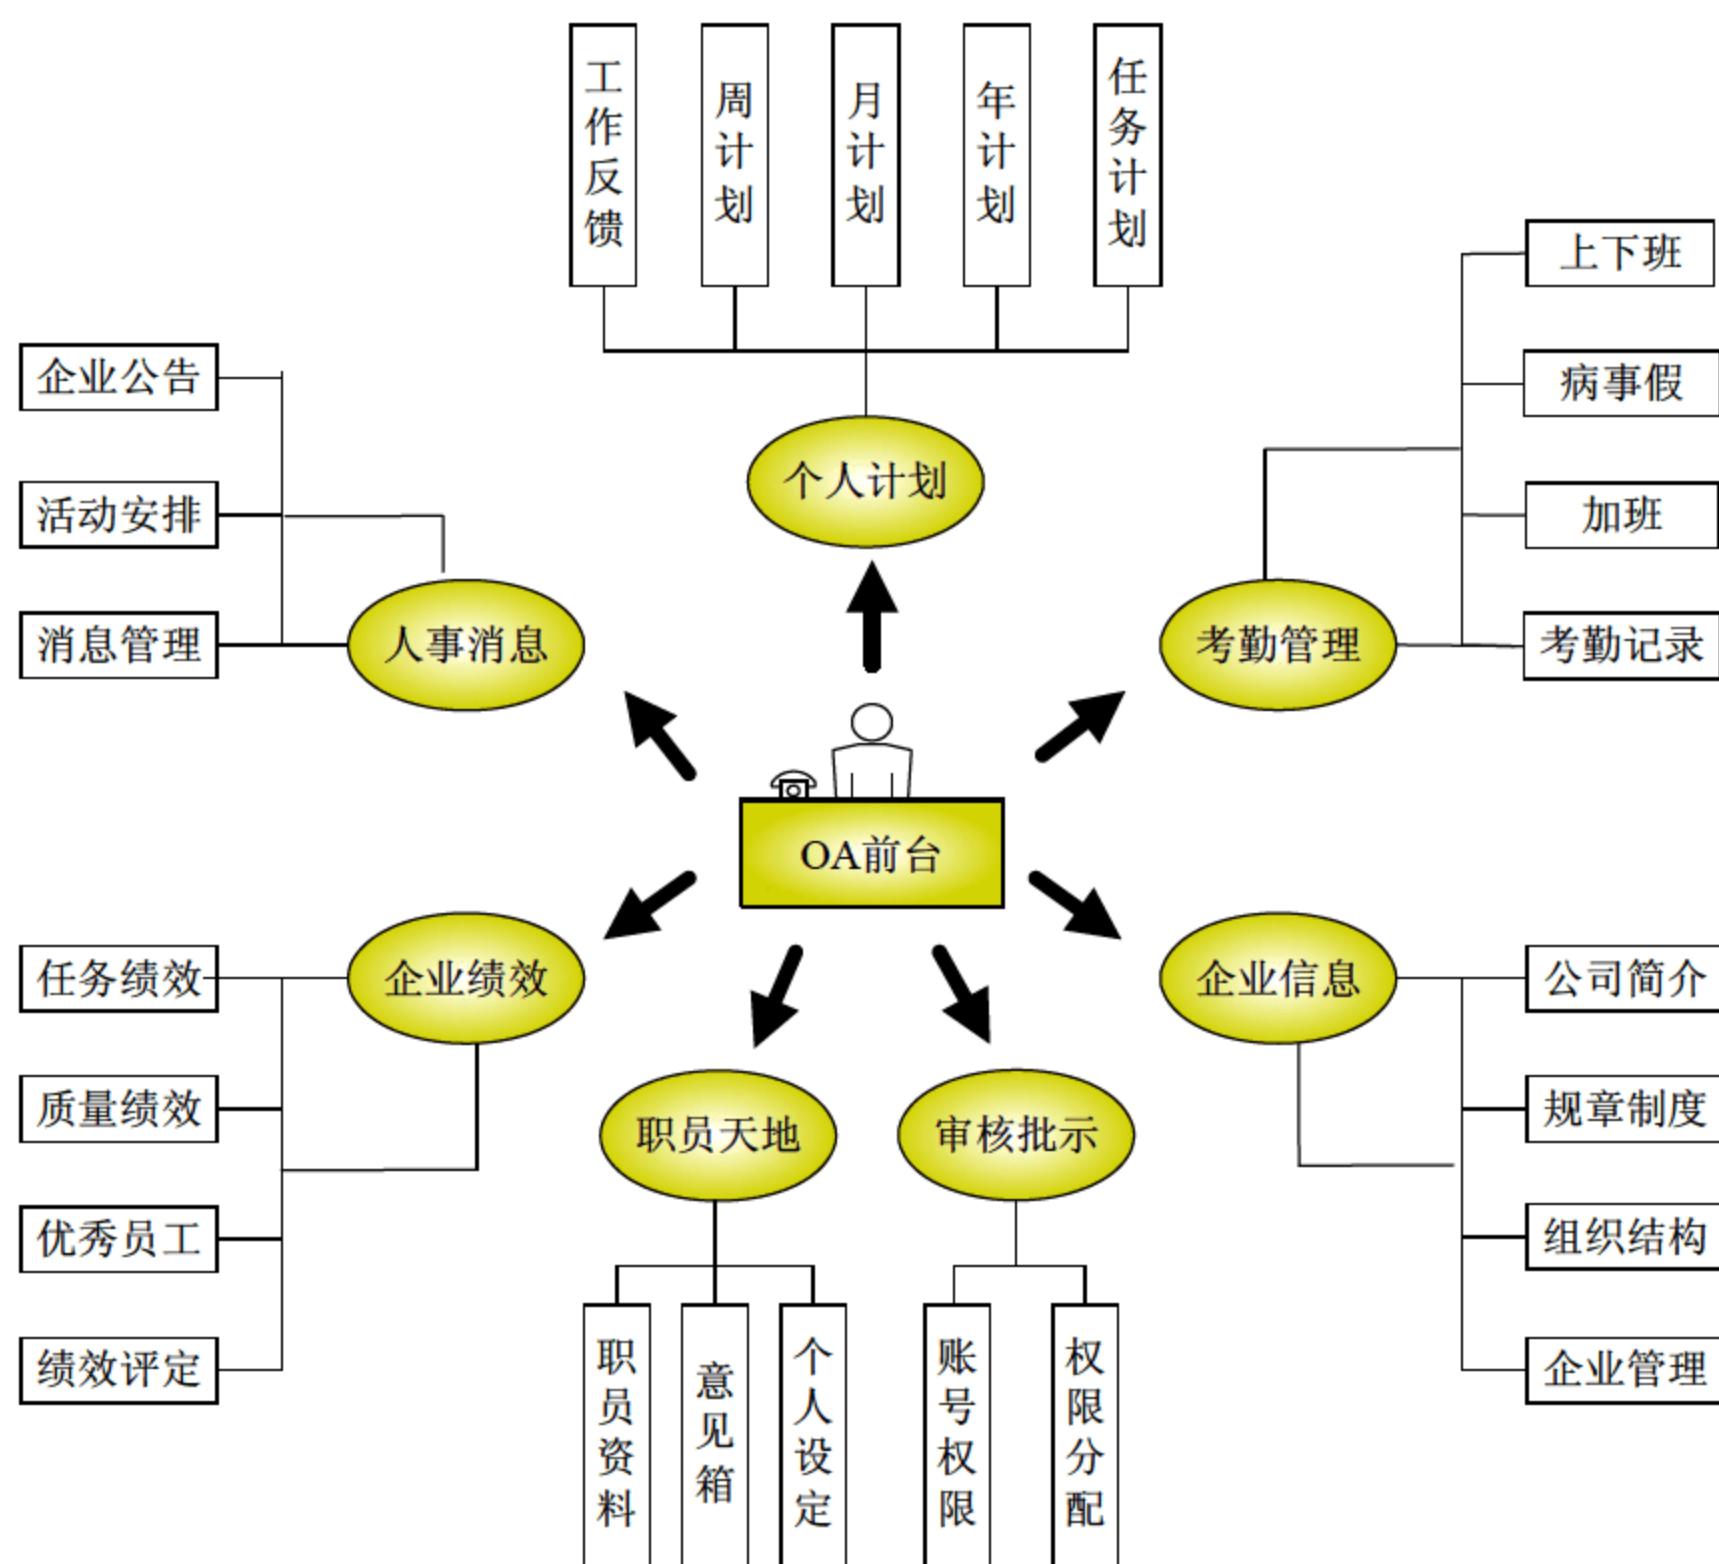 工作反馈
周计划
月计划
年计划
任务计划
上下班
病事假
加班
考勤记录
企业公告
活动安排
消息管理
个人计划
人事消息
考勤管理
OA前台
企业绩效
企业信息
任务绩效
质量绩效
优秀员工
绩效评定
职员天地
审核批示
公司简介
规章制度
组织结构
企业管理
职员资料
意见箱
个人设定
账号权限
权限分配